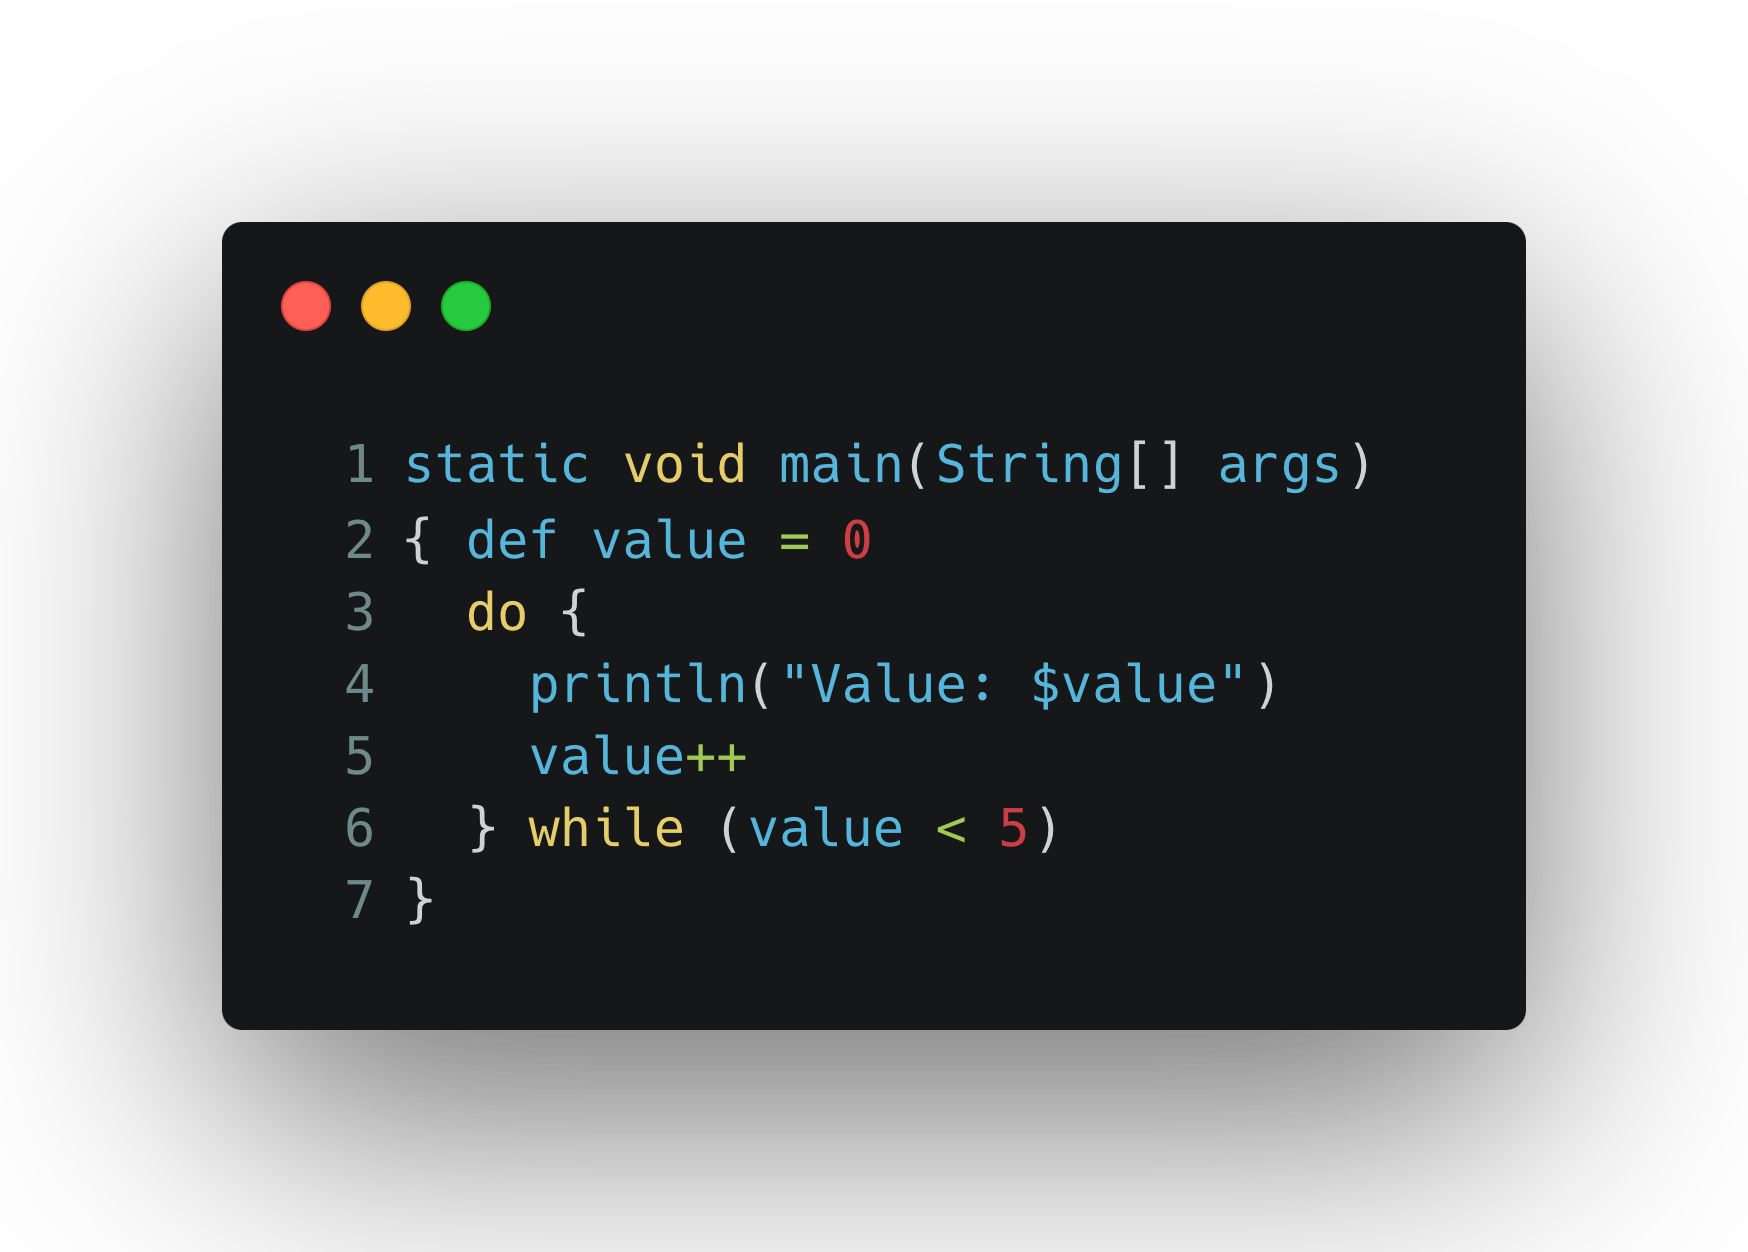 1 static void main(String[] args)
2 { def value = 0
3   do {
4     println("Value: $value")
5     value++
6   } while (value < 5)
7 }